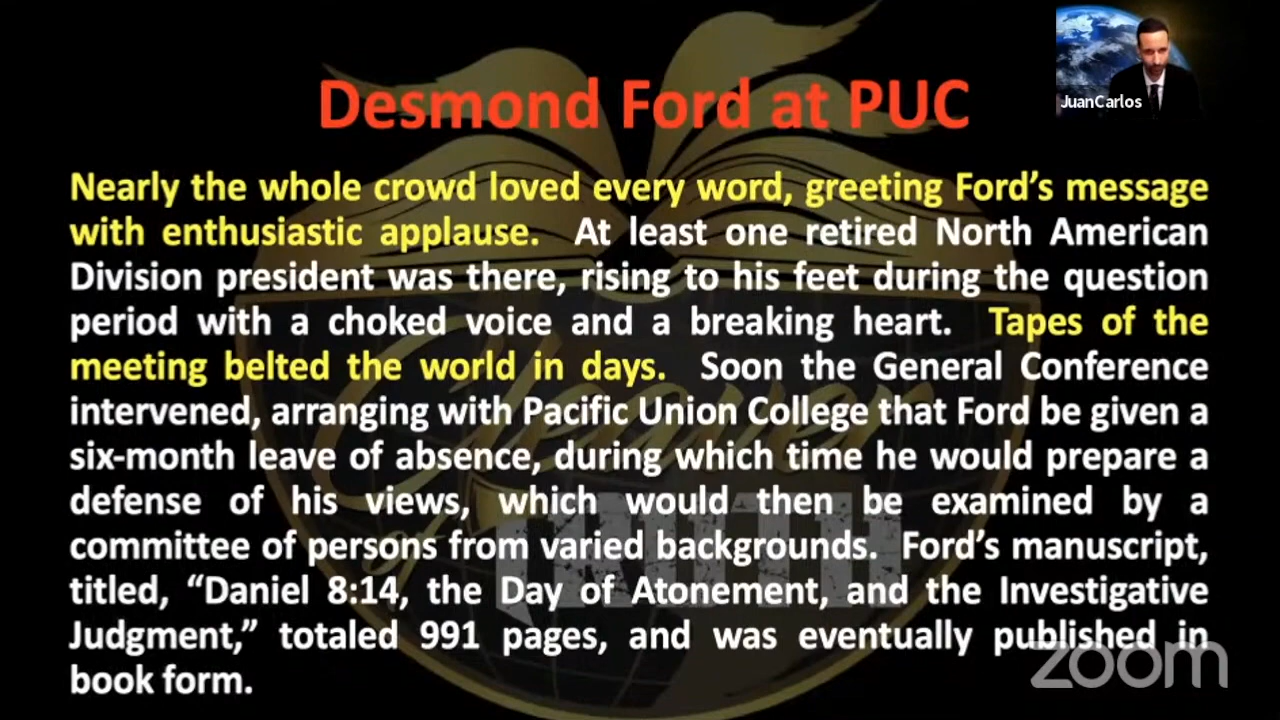 Desmond Ford at PUC
JuanCarlos
Nearly the whole crowd loved every word, greeting Ford’s message
with enthusiastic applause. At least one retired North American
Division president was there, rising to his feet during the question
period with a choked voice and a breaking heart. Tapes of the
meeting belted the world in days. Soon the General Conference
intervened, arranging with Pacific Union College that Ford be given a
six-month leave of absence, during which time he would prepare a
defense of his views, which would then be examined by a
committee of persons from varied backgrounds. Ford’s manuscript,
titled, “Daniel 8:14, the Day of Atonement, and the Investigative
Judgment,” totaled 991 pages, and was eventually published in
book form.
Cleaver
of
TRUTH
zoom